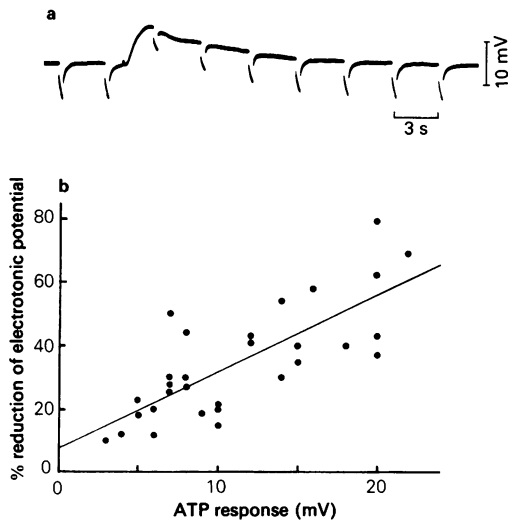 a
10 mV
3 s
b
% reduction of electrotonic potential
80
60
40
20
0
0
10
20
ATP response (mV)